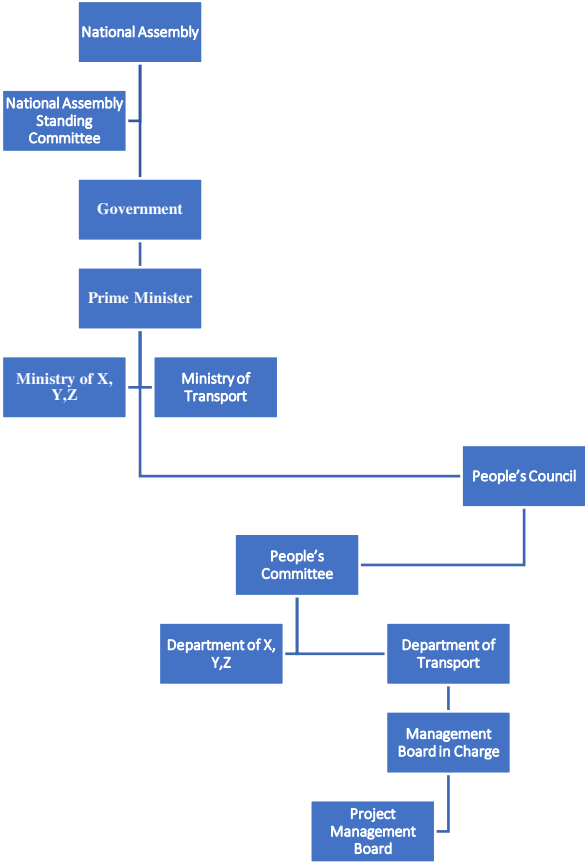 National Assembly
National Assembly
Standing
Committee
Government
Prime Minister
Ministry of X,
Y,Z
Ministry of
Transport
People’s Council
People’s
Committee
Department of X,
Y,Z
Department of
Transport
Management
Board in Charge
Project
Management
Board